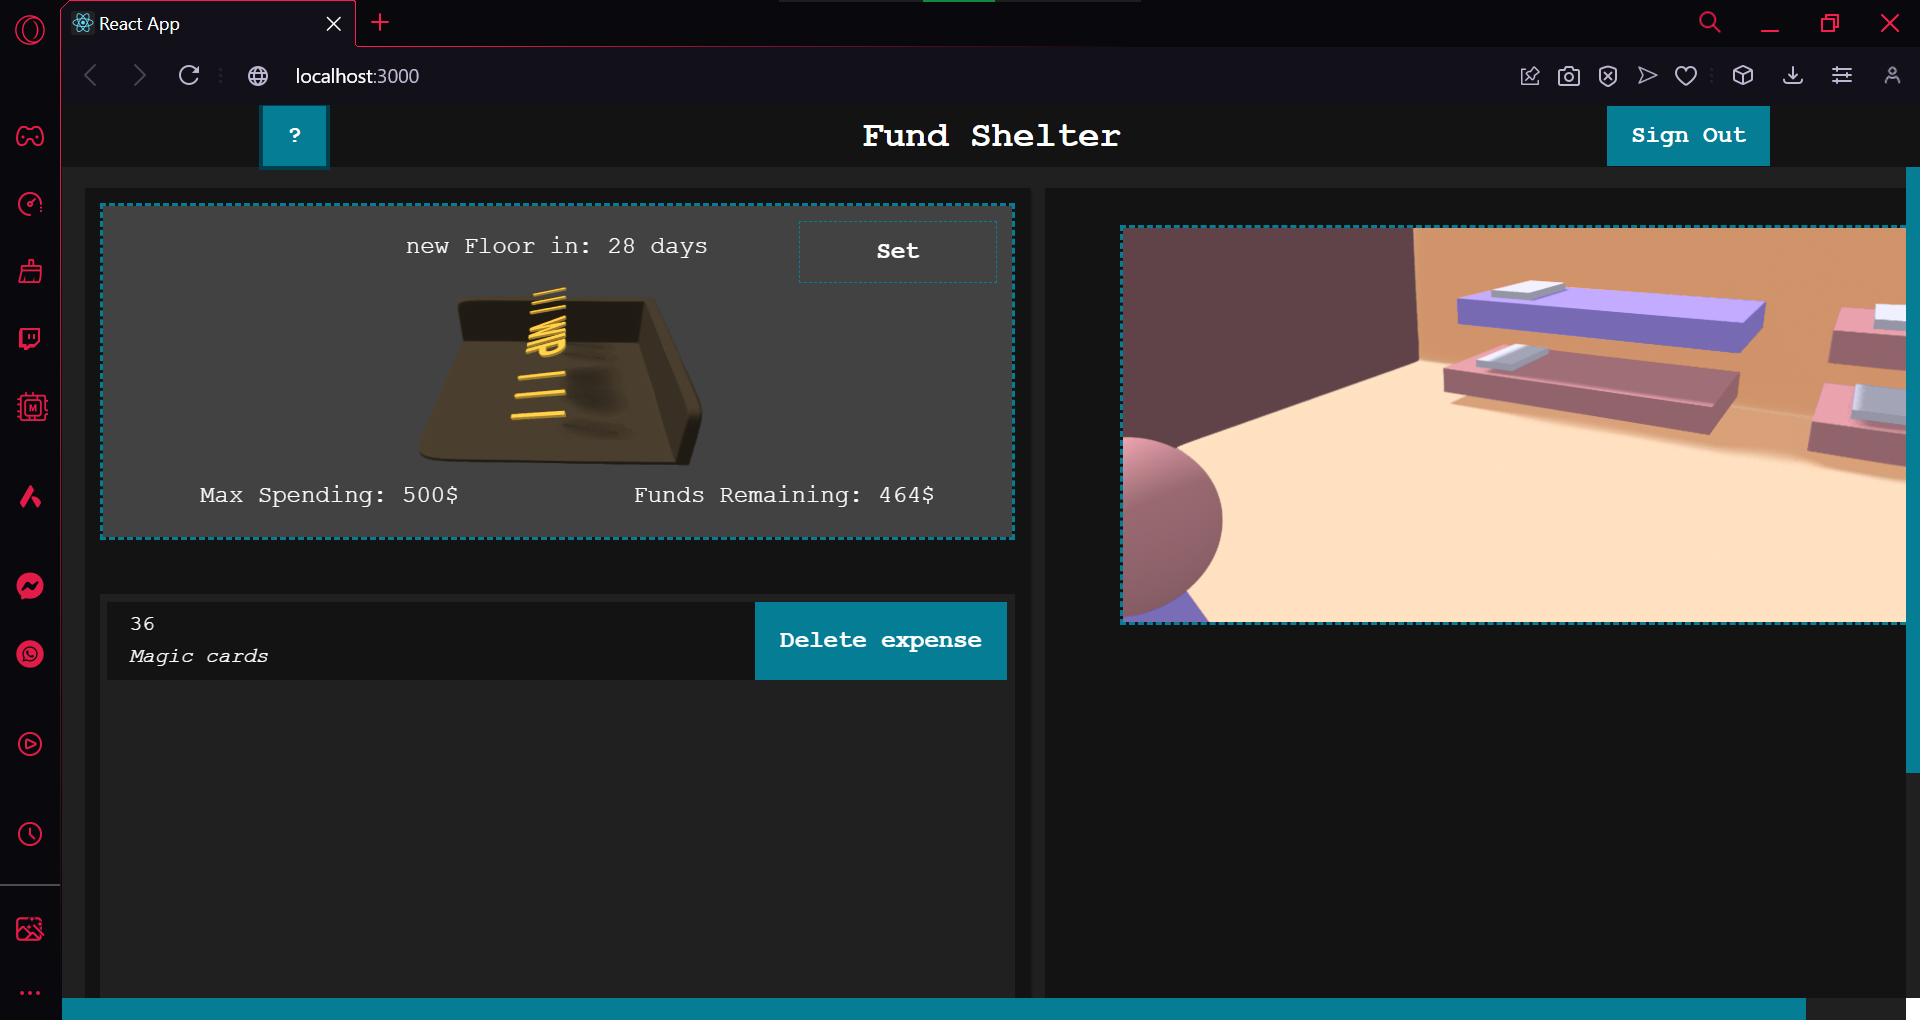 React App
localhost:3000
?
Fund Shelter
Sign Out
new Floor in: 28 days
Set
WIP
Max Spending: 500$
Funds Remaining: 464$
36
Magic cards
Delete expense
M